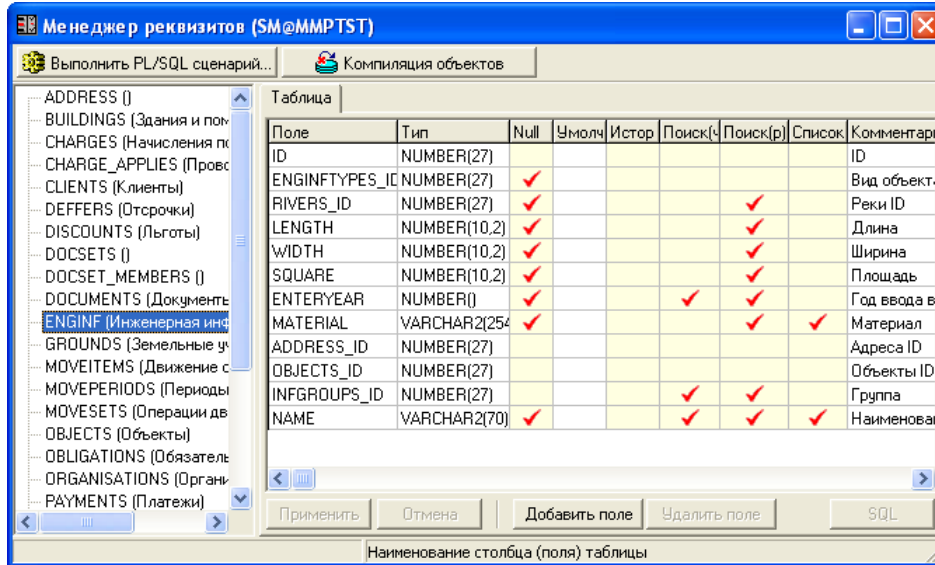 Менеджер реквизитов (SM@MMPTST)
Выполнить PL/SQL сценарий... Компиляция объектов
ADDRESS ()
BUILDINGS (Здания и пом
CHARGES (Начисления по
CHARGE_APPLIES (Прово
CLIENTS (Клиенты)
DEFFERS (Отсрочки)
DISCOUNTS (Льготы)
DOCSETS ()
DOCSET_MEMBERS ()
DOCUMENTS (Документы
ENGINF (Инженерная инф
GROUNDS (Земельные уч
MOVEITEMS (Движение с
MOVEPERIODS (Периоды
MOVESETS (Операции дв
OBJECTS (Объекты)
OBLIGATIONS (Обязатель
ORGANISATIONS (Органи
PAYMENTS (Платежи)
Таблица
Поле Тип Null Умолч Истор Поиск(ч Поиск(р) Список Комментари
ID NUMBER(27) ID
ENGINFTYPES_ID NUMBER(27) Вид объекта
RIVERS_ID NUMBER(27) Реки ID
LENGTH NUMBER(10,2) Длина
WIDTH NUMBER(10,2) Ширина
SQUARE NUMBER(10,2) Площадь
ENTERYEAR NUMBER() Год ввода в
MATERIAL VARCHAR2(254 Материал
ADDRESS_ID NUMBER(27) Адреса ID
OBJECTS_ID NUMBER(27) Объекты ID
INFGROUPS_ID NUMBER(27) Группа
NAME VARCHAR2(70) Наименован
Применить Отмена Добавить поле Удалить поле SQL
Наименование столбца (поля) таблицы